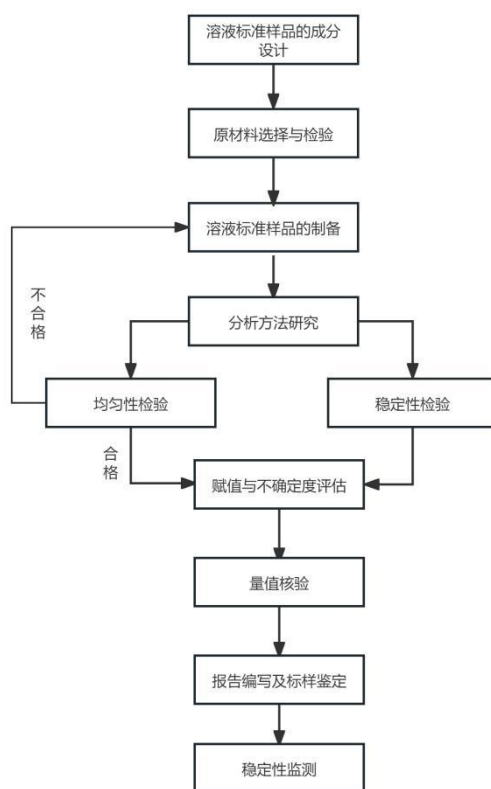 溶液标准样品的成分
设计
原材料选择与检验
溶液标准样品的制备
不
合
格
分析方法研究
均匀性检验
稳定性检验
合
格
赋值与不确定度评估
量值核验
报告编写及标样鉴定
稳定性监测